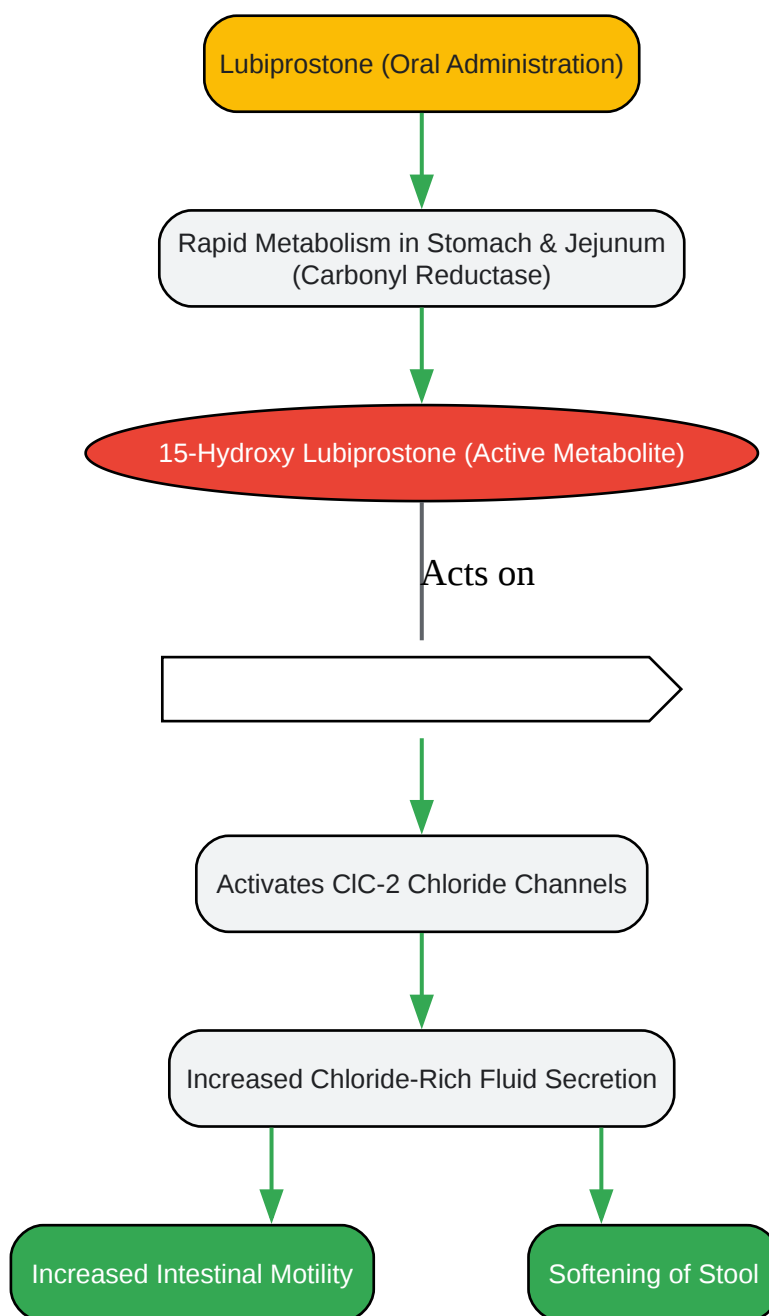 Lubiprostone (Oral Administration)
Rapid Metabolism in Stomach & Jejunum
(Carbonyl Reductase)
15-Hydroxy Lubiprostone (Active Metabolite)
Acts on
Activates ClC-2 Chloride Channels
Increased Chloride-Rich Fluid Secretion
Increased Intestinal Motility
Softening of Stool